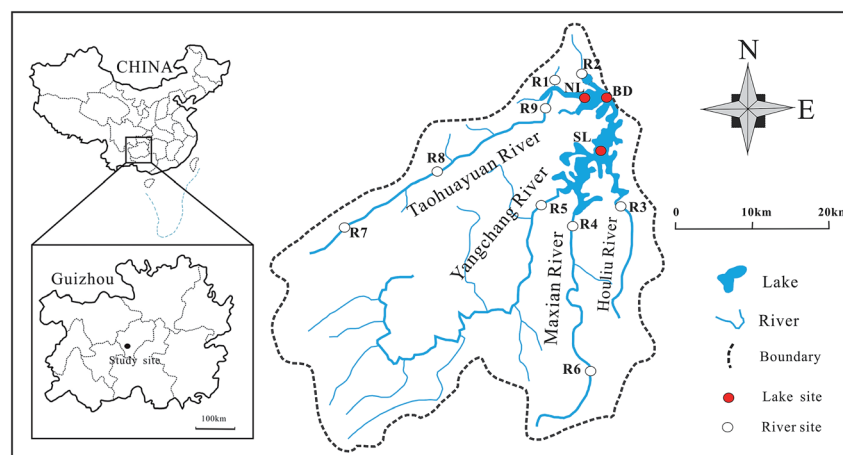 CHINA
Guizhou
Study site
100km
R1
R2
NL
BD
R9
SL
R8
Taohuayuan River
R7
Yangchang River
R5
R4
R3
Maxian River
Houliu River
R6
N
E
0
10km
20km
Lake
River
Boundary
Lake site
River site